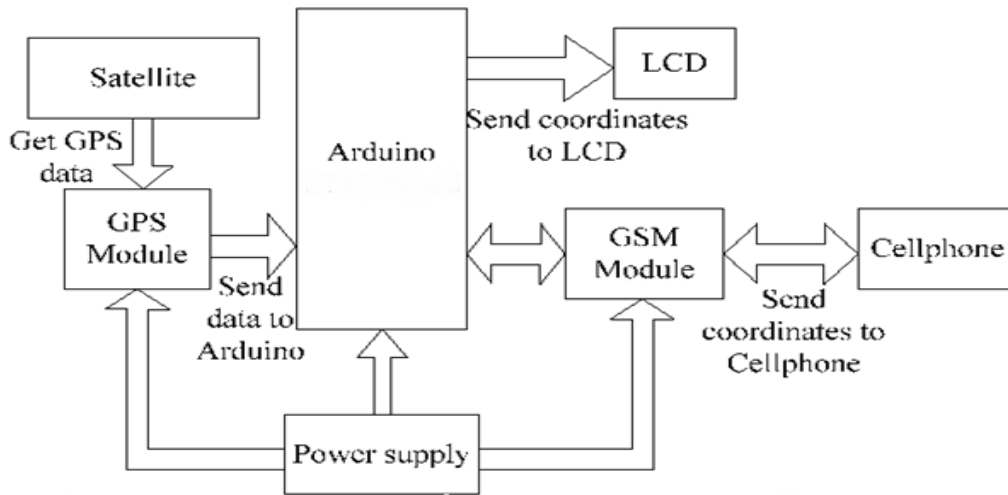 Satellite
Get GPS
data
GPS
Module
Send
data to
Arduino
Arduino
LCD
Send coordinates
to LCD
GSM
Module
Cellphone
Send
coordinates to
Cellphone
Power supply